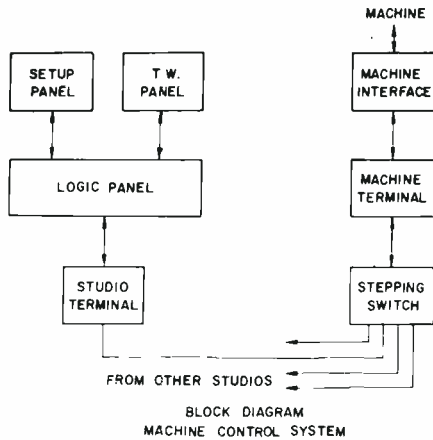 MACHINE
SETUP
PANEL
T.W.
PANEL
MACHINE
INTERFACE
LOGIC PANEL
MACHINE
TERMINAL
STUDIO
TERMINAL
STEPPING
SWITCH
FROM OTHER STUDIOS
BLOCK DIAGRAM
MACHINE CONTROL SYSTEM